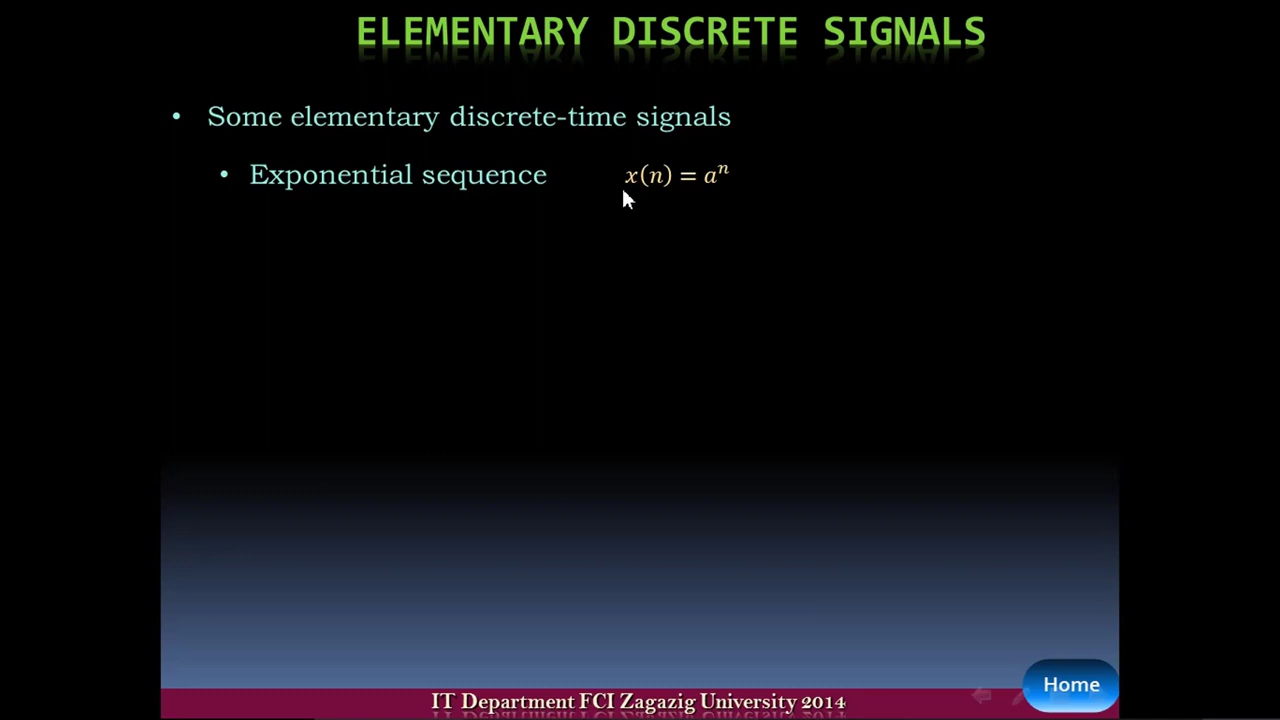 ELEMENTARY DISCRETE SIGNALS
• Some elementary discrete-time signals
• Exponential sequence x(n) = aⁿ
Home
IT Department FCI Zagazig University 2014